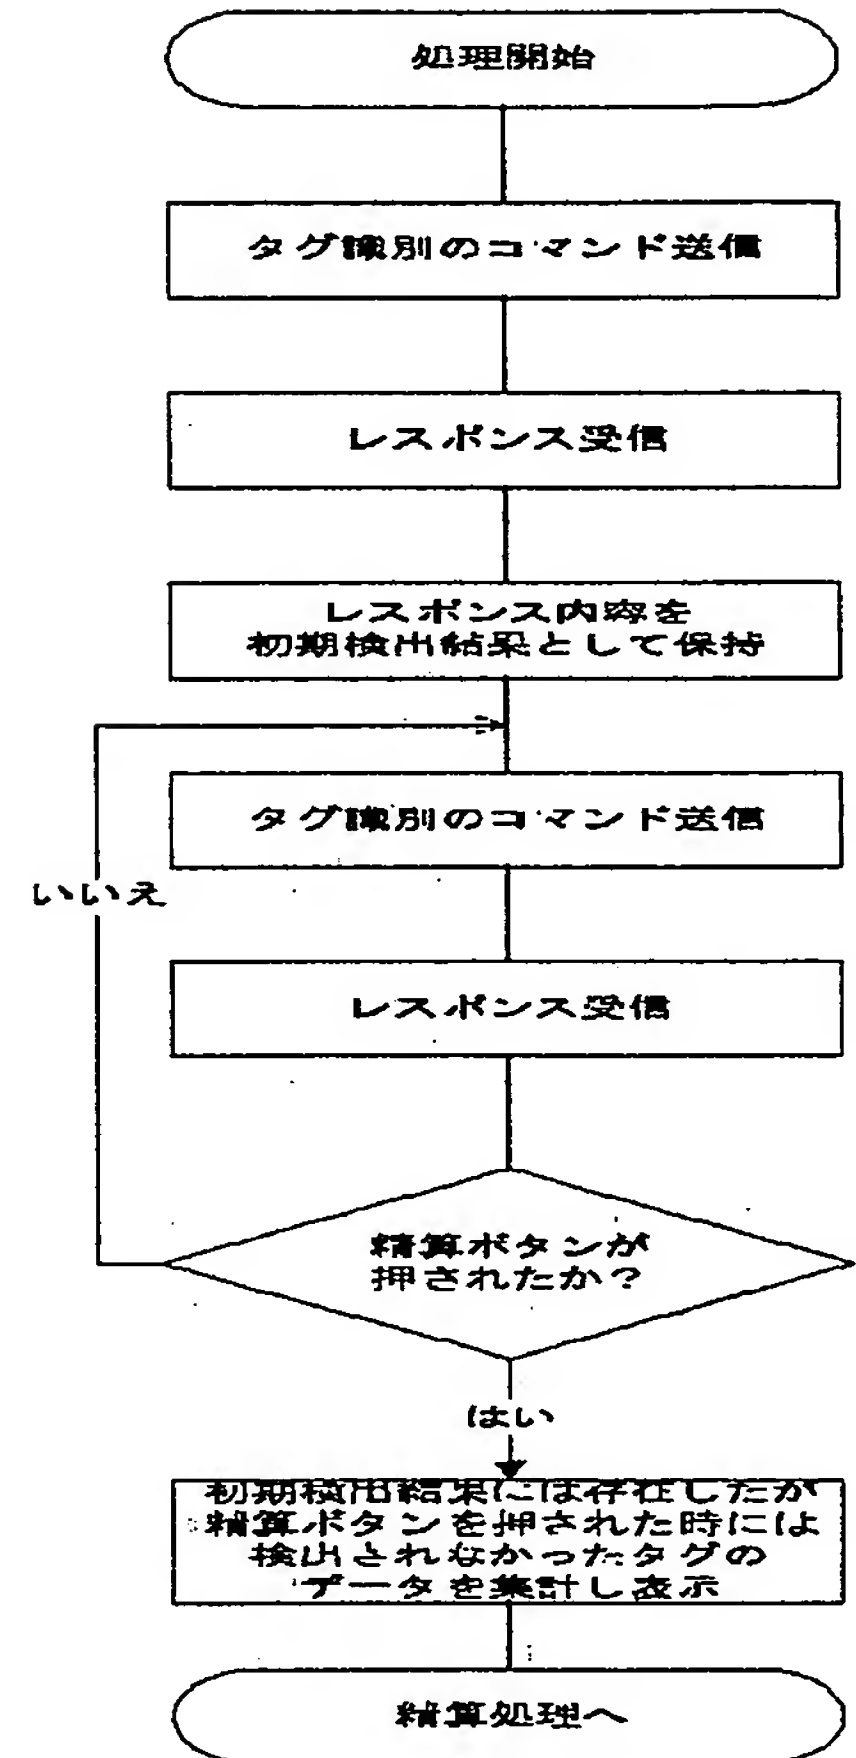 処理開始
タグ識別のコマンド送信
レスポンス受信
レスポンス内容を
初期検出結果として保持
タグ識別のコマンド送信
いいえ
レスポンス受信
精算ボタンが
押されたか？
はい
初期検出結果には存在したが
精算ボタンを押された時には
検出されなかったタグの
データを集計し表示
精算処理へ